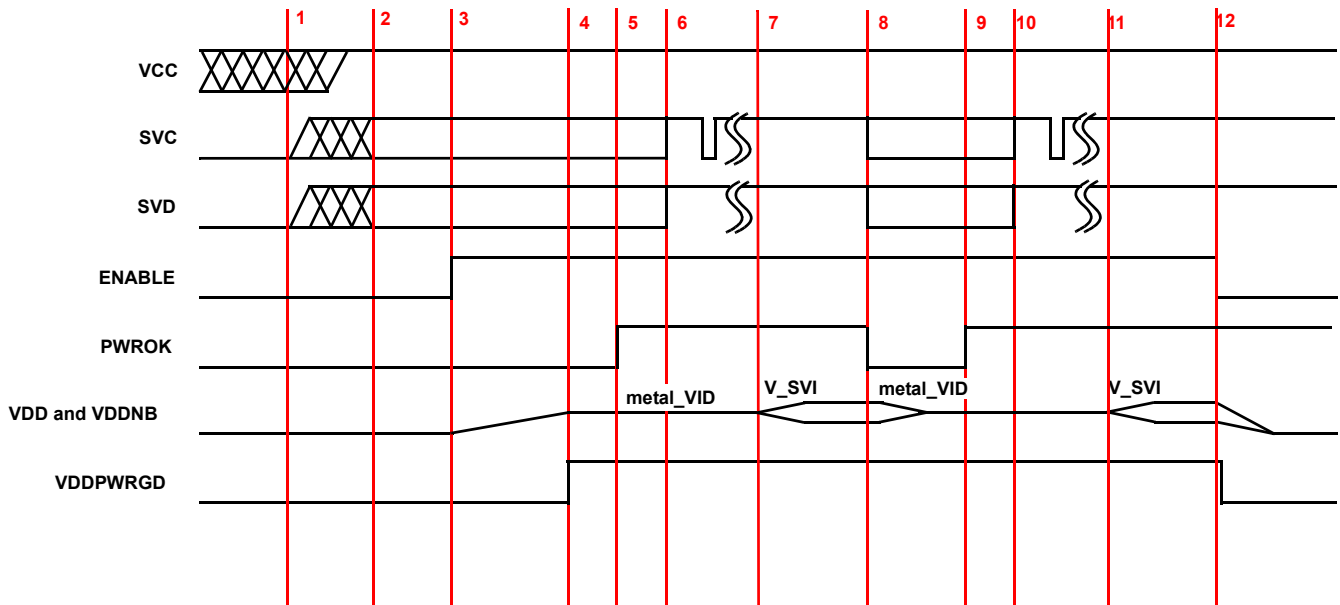 1 2 3 4 5 6 7 8 9 10 11 12
VCC
SVC
SVD
ENABLE
PWROK
metal_VID V_SVI metal_VID V_SVI
VDD and VDDNB
VDDPWRGD